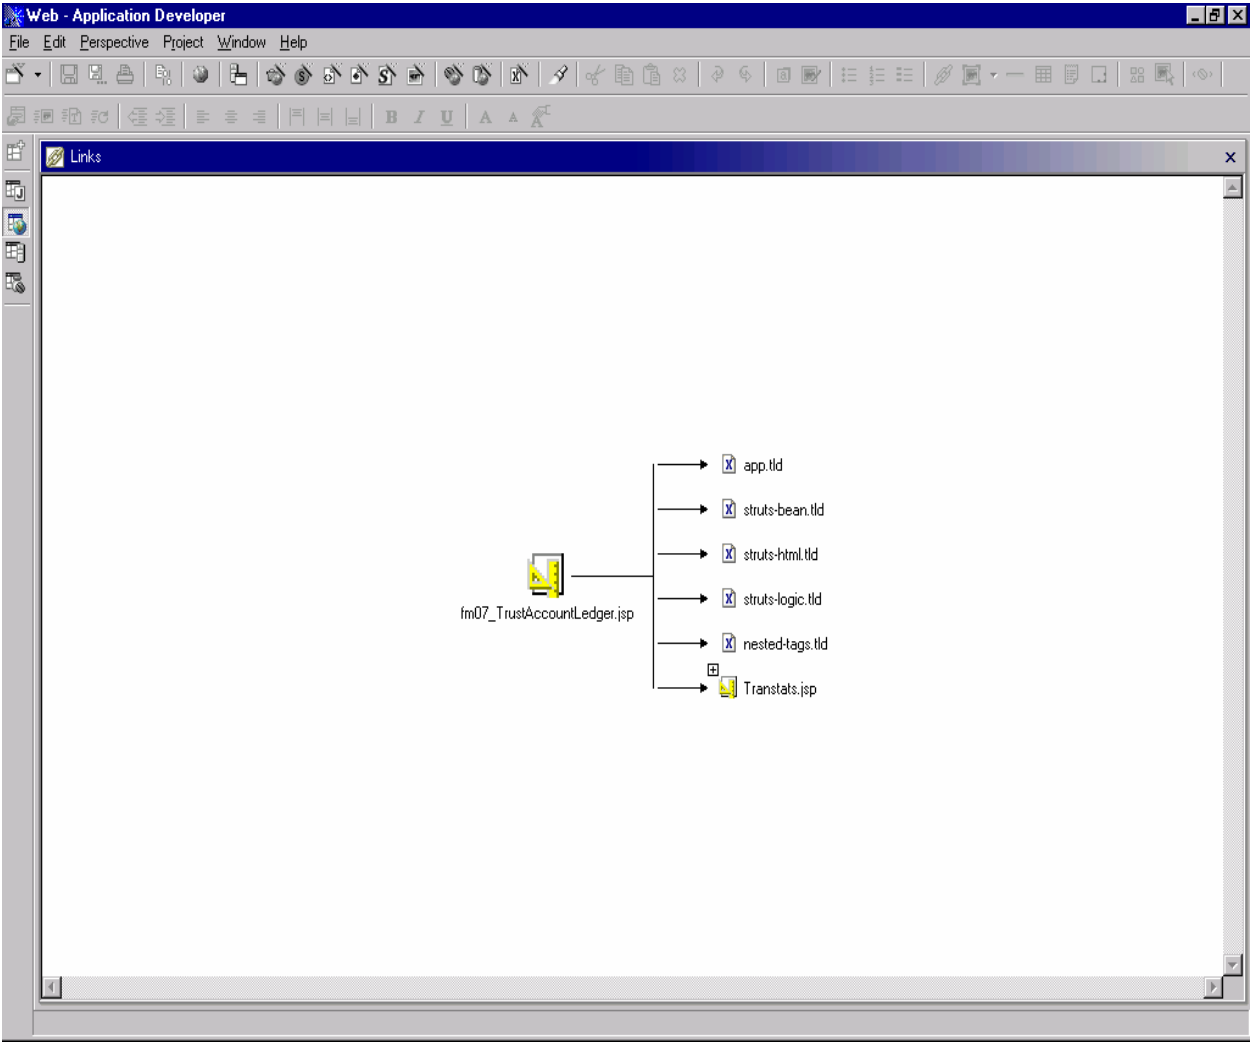 Web - Application Developer
File Edit Perspective Project Window Help
B I U A A
Links
app.tld
struts-bean.tld
struts-html.tld
struts-logic.tld
fm07_TrustAccountLedger.jsp
nested-tags.tld
Transtats.jsp